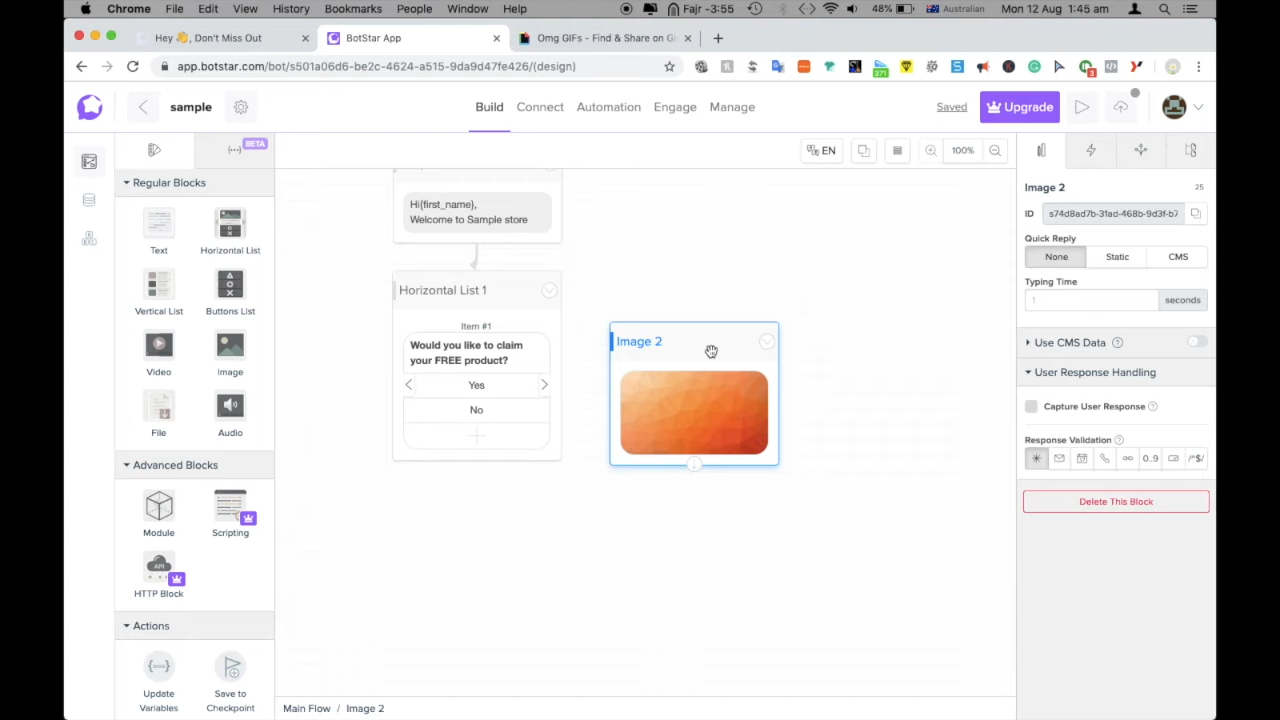 Chrome File Edit View History Bookmarks People Window Help Fajr -3:55 48% Australian Mon 12 Aug 1:45 am
Hey 👋, Don't Miss Out
BotStar App
Omg GIFs - Find & Share on GI
app.botstar.com/bot/s501a06d6-be2c-4624-a515-9da9d47fe426/(design)
371
3
sample
Build Connect Automation Engage Manage
Saved
Upgrade
BETA
EN
100%
Regular Blocks
Text
Horizontal List
Vertical List
Buttons List
Video
Image
File
Audio
Advanced Blocks
Module
Scripting
API
HTTP Block
Actions
Update Variables
Save to Checkpoint
Hi{first_name},
Welcome to Sample store
Horizontal List 1
Item #1
Would you like to claim
your FREE product?
Yes
No
Image 2
Main Flow / Image 2
Image 2 25
ID s74d8ad7b-3fad-468b-9d3f-b7
Quick Reply
None Static CMS
Typing Time
1 seconds
Use CMS Data
User Response Handling
Capture User Response
Response Validation
0..9 /^$/
Delete This Block